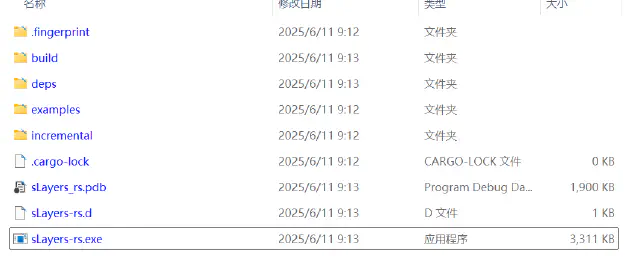 名称 修改日期 类型 大小
.fingerprint 2025/6/11 9:12 文件夹
build 2025/6/11 9:13 文件夹
deps 2025/6/11 9:13 文件夹
examples 2025/6/11 9:12 文件夹
incremental 2025/6/11 9:12 文件夹
.cargo-lock 2025/6/11 9:12 CARGO-LOCK 文件 0 KB
sLayers_rs.pdb 2025/6/11 9:13 Program Debug Da... 1,900 KB
sLayers-rs.d 2025/6/11 9:13 D 文件 1 KB
sLayers-rs.exe 2025/6/11 9:13 应用程序 3,311 KB